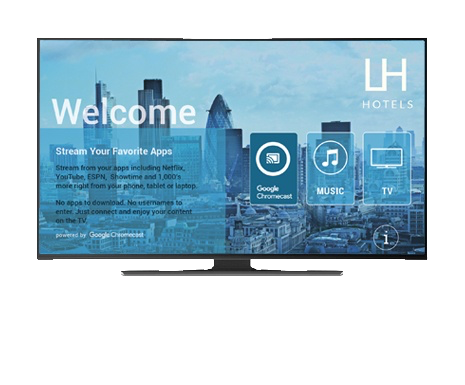 Welcome
UH
HOTELS
Stream Your Favorite Apps
Stream from your apps including Netflix,
YouTube, ESPN, Showtime and 1,000's
more right from your phone, tablet or laptop.
No apps to download. No usernames to
enter. Just connect and enjoy your content
on the TV.
powered by Google Chromecast
Google
Chromecast
MUSIC
TV
i